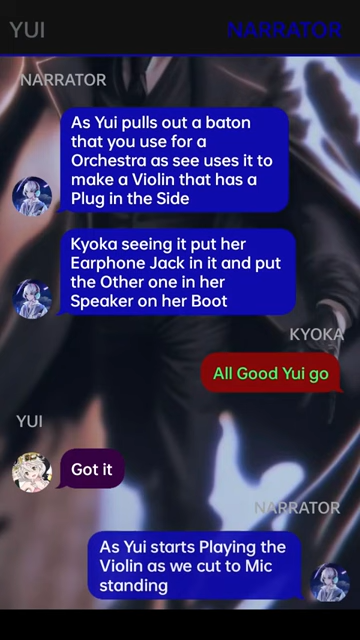 YUI
NARRATOR
NARRATOR
As Yui pulls out a baton
that you use for a
Orchestra as see uses it to
make a Violin that has a
Plug in the Side
Kyoka seeing it put her
Earphone Jack in it and put
the Other one in her
Speaker on her Boot
KYOKA
All Good Yui go
YUI
Got it
NARRATOR
As Yui starts Playing the
Violin as we cut to Mic
standing